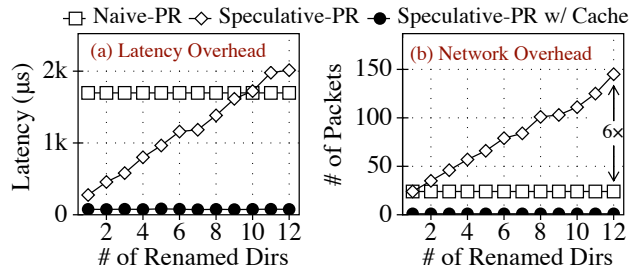 Naive-PR Speculative-PR Speculative-PR w/ Cache
(a) Latency Overhead
Latency (μs)
2k
1k
0
2 4 6 8 10 12
# of Renamed Dirs
(b) Network Overhead
# of Packets
150
100
50
0
6×
2 4 6 8 10 12
# of Renamed Dirs